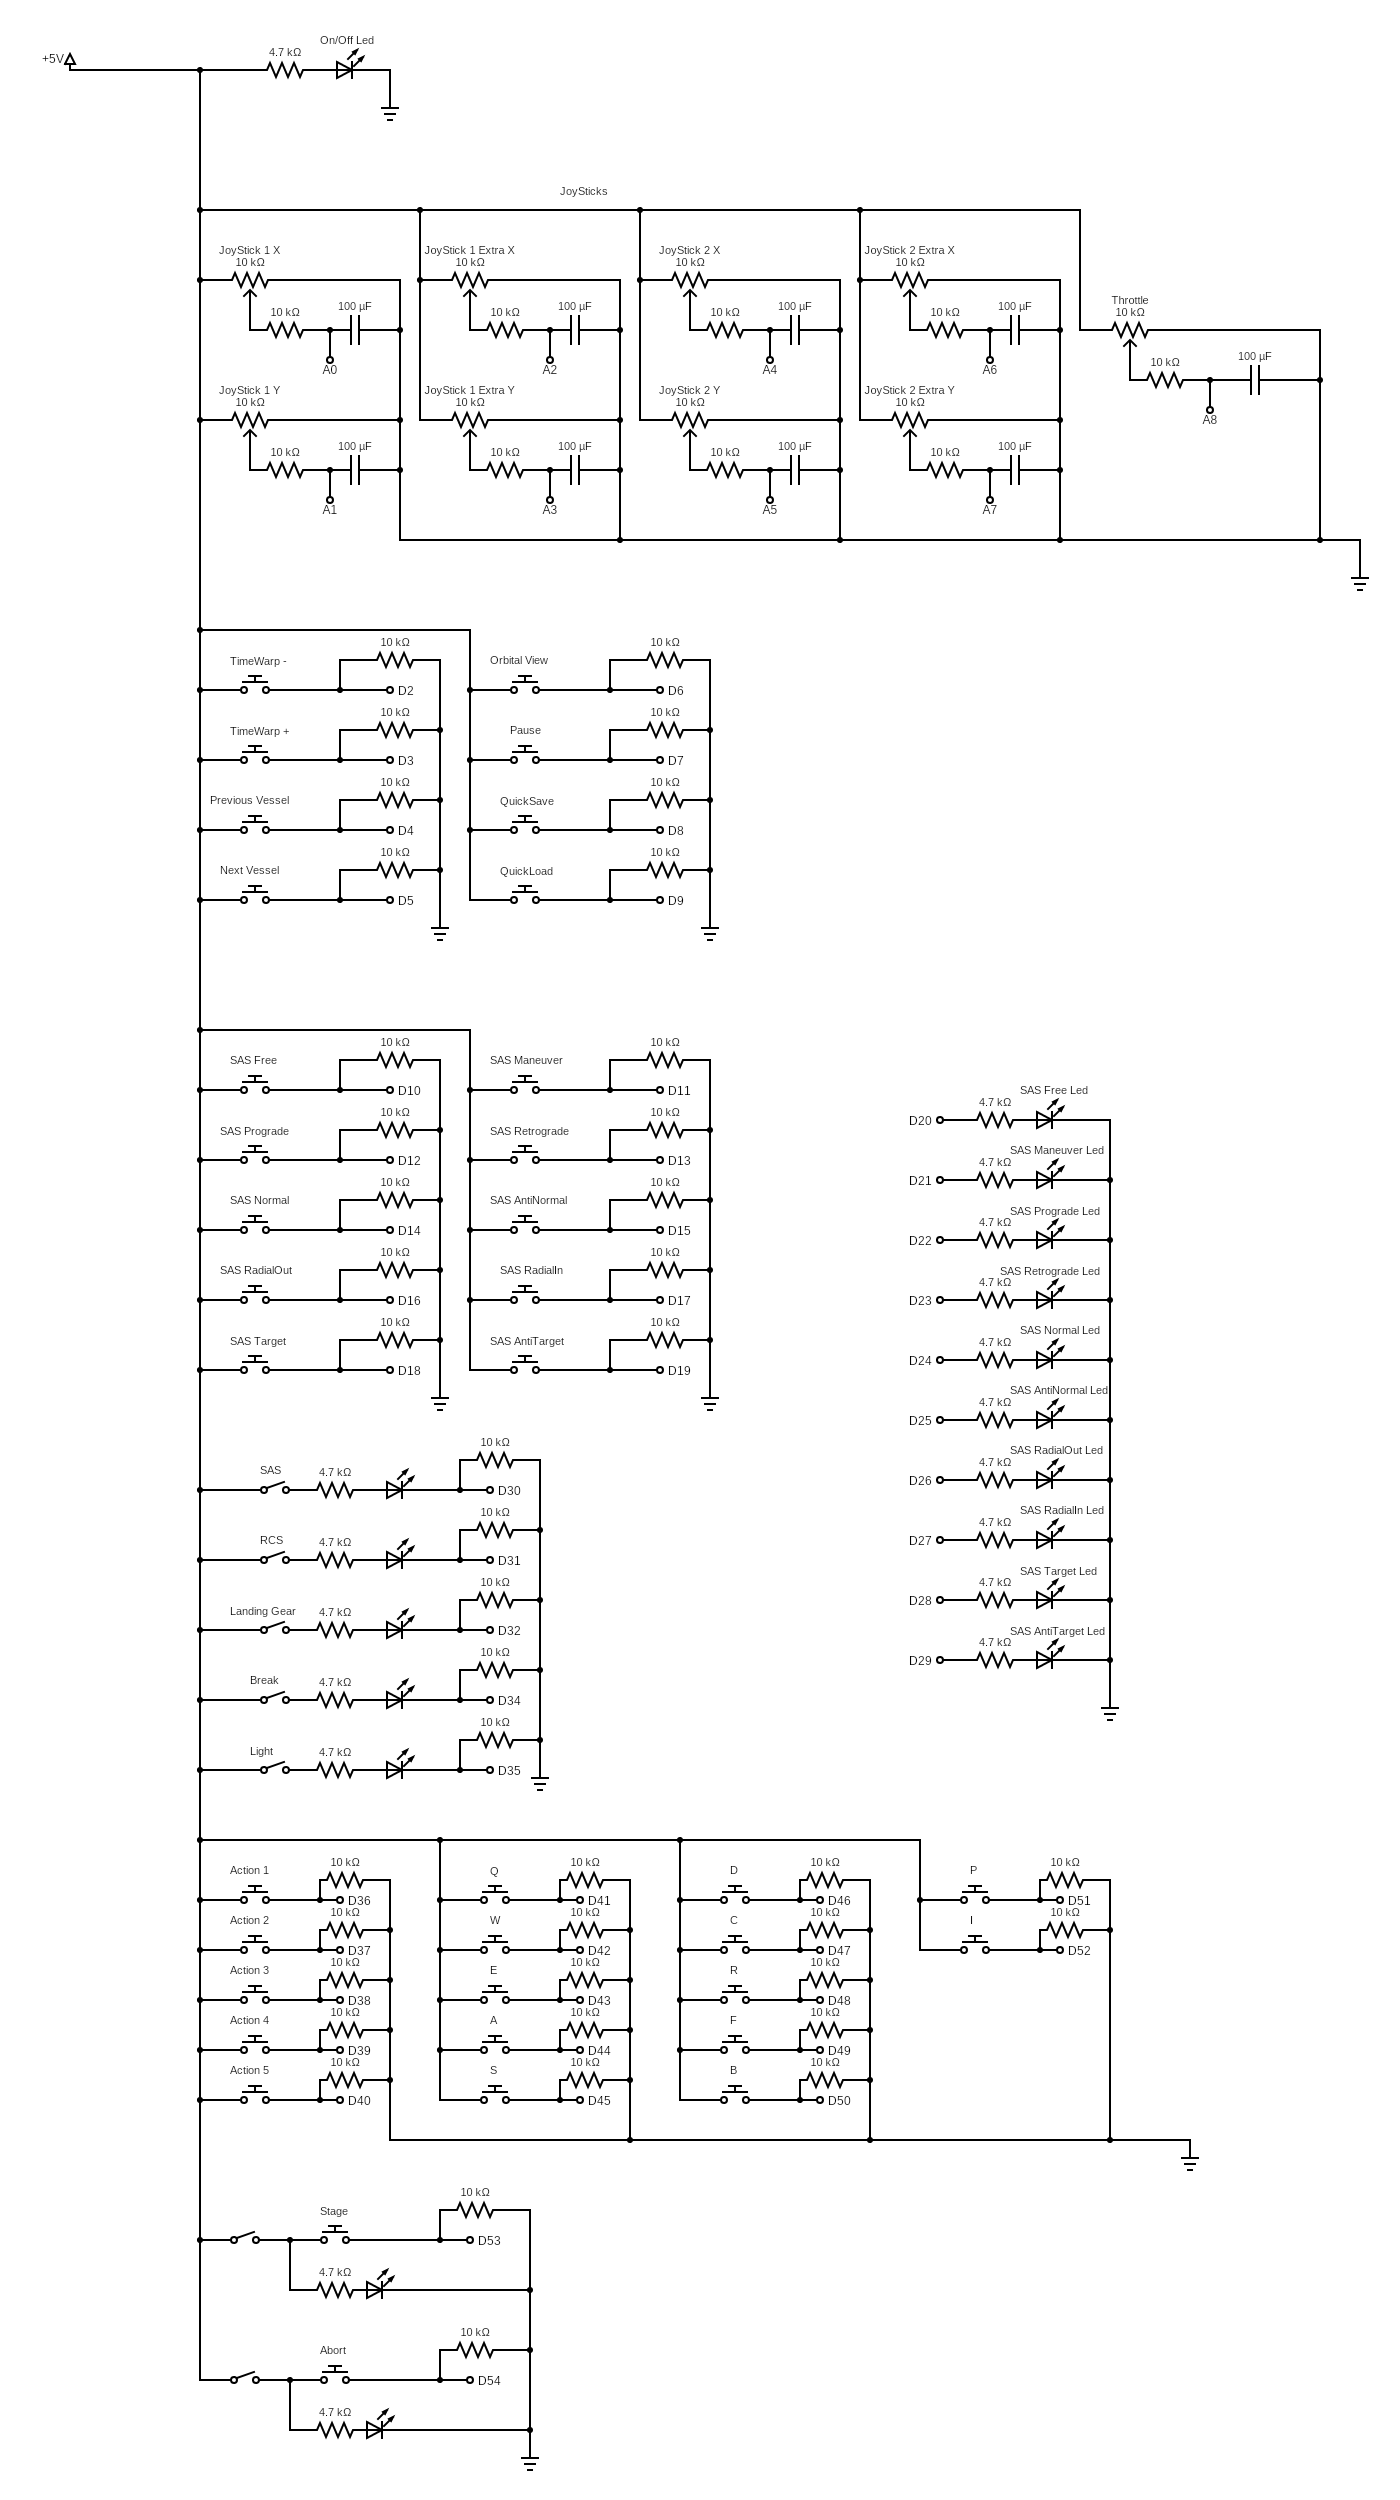 On/Off Led
4.7 kΩ
+5V
JoySticks
JoyStick 1 X
10 kΩ
JoyStick 1 Extra X
10 kΩ
JoyStick 2 X
10 kΩ
JoyStick 2 Extra X
10 kΩ
10 kΩ
100 µF
10 kΩ
100 µF
10 kΩ
100 µF
10 kΩ
100 µF
Throttle
10 kΩ
A0
A2
A4
A6
10 kΩ
100 µF
JoyStick 1 Y
10 kΩ
JoyStick 1 Extra Y
10 kΩ
JoyStick 2 Y
10 kΩ
JoyStick 2 Extra Y
10 kΩ
A8
10 kΩ
100 µF
10 kΩ
100 µF
10 kΩ
100 µF
10 kΩ
100 µF
A1
A3
A5
A7
10 kΩ
10 kΩ
TimeWarp -
Orbital View
D2
D6
10 kΩ
10 kΩ
TimeWarp +
Pause
D3
D7
10 kΩ
10 kΩ
Previous Vessel
QuickSave
D4
D8
10 kΩ
10 kΩ
Next Vessel
QuickLoad
D5
D9
10 kΩ
10 kΩ
SAS Free
SAS Maneuver
D10
D11
10 kΩ
10 kΩ
SAS Prograde
SAS Retrograde
D12
D13
10 kΩ
10 kΩ
SAS Normal
SAS AntiNormal
D14
D15
10 kΩ
10 kΩ
SAS RadialOut
SAS RadialIn
D16
D17
10 kΩ
10 kΩ
SAS Target
SAS AntiTarget
D18
D19
SAS Free Led
4.7 kΩ
D20
SAS Maneuver Led
4.7 kΩ
D21
SAS Prograde Led
4.7 kΩ
D22
SAS Retrograde Led
4.7 kΩ
D23
SAS Normal Led
4.7 kΩ
D24
SAS AntiNormal Led
4.7 kΩ
D25
SAS RadialOut Led
4.7 kΩ
D26
SAS RadialIn Led
4.7 kΩ
D27
SAS Target Led
4.7 kΩ
D28
SAS AntiTarget Led
4.7 kΩ
D29
10 kΩ
SAS
4.7 kΩ
D30
10 kΩ
RCS
4.7 kΩ
D31
10 kΩ
Landing Gear
4.7 kΩ
D32
10 kΩ
Break
4.7 kΩ
D34
10 kΩ
Light
4.7 kΩ
D35
Action 1
10 kΩ
Q
10 kΩ
D
10 kΩ
P
10 kΩ
D36
D41
D46
D51
Action 2
10 kΩ
W
10 kΩ
C
10 kΩ
I
10 kΩ
D37
D42
D47
D52
Action 3
10 kΩ
E
10 kΩ
R
10 kΩ
D38
D43
D48
Action 4
10 kΩ
A
10 kΩ
F
10 kΩ
D39
D44
D49
Action 5
10 kΩ
S
10 kΩ
B
10 kΩ
D40
D45
D50
10 kΩ
Stage
D53
4.7 kΩ
10 kΩ
Abort
D54
4.7 kΩ